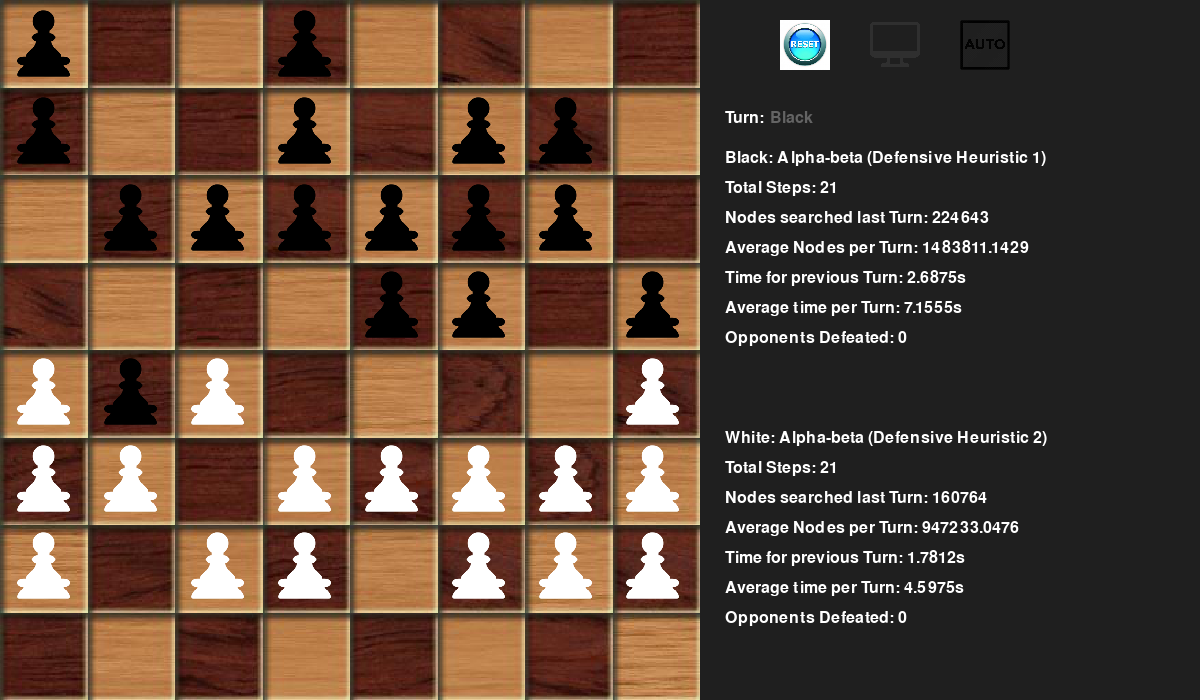 RESET
AUTO
Turn: Black
Black: Alpha-beta (Defensive Heuristic 1)
Total Steps: 21
Nodes searched last Turn: 224643
Average Nodes per Turn: 1483811.1429
Time for previous Turn: 2.6875s
Average time per Turn: 7.1555s
Opponents Defeated: 0
White: Alpha-beta (Defensive Heuristic 2)
Total Steps: 21
Nodes searched last Turn: 160764
Average Nodes per Turn: 947233.0476
Time for previous Turn: 1.7812s
Average time per Turn: 4.5975s
Opponents Defeated: 0